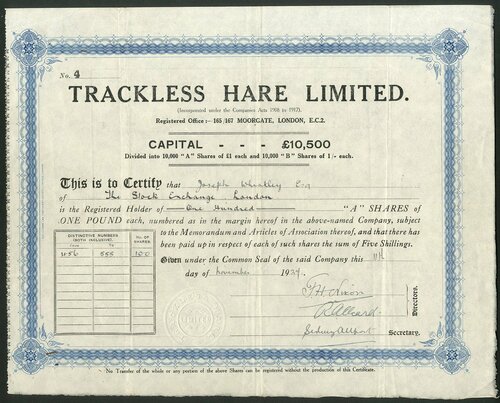 No. 4
TRACKLESS HARE LIMITED.
(Incorporated under the Companies Acts 1908 to 1917).
Registered Office :- 165/167 MOORGATE, LONDON, E.C.2.
CAPITAL - - - £10,500
Divided into 10,000 "A" Shares of £1 each and 10,000 "B" Shares of 1/- each.
This is to Certify that Joseph Wheatley Esq
of The Stock Exchange, London
is the Registered Holder of One Hundred "A" SHARES of
ONE POUND each, numbered as in the margin hereof in the above-named Company, subject
to the Memorandum and Articles of Association thereof, and that there has
been paid up in respect of each of such shares the sum of Five Shillings.
DISTINCTIVE NUMBERS (BOTH INCLUSIVE). No. OF SHARES.
From To
456 555 100
Given under the Common Seal of the said Company this 11th
day of November 1927.
Directors.
Sydney Allport
Secretary.
No Transfer of the whole or any portion of the above Shares can be registered without the production of this Certificate.